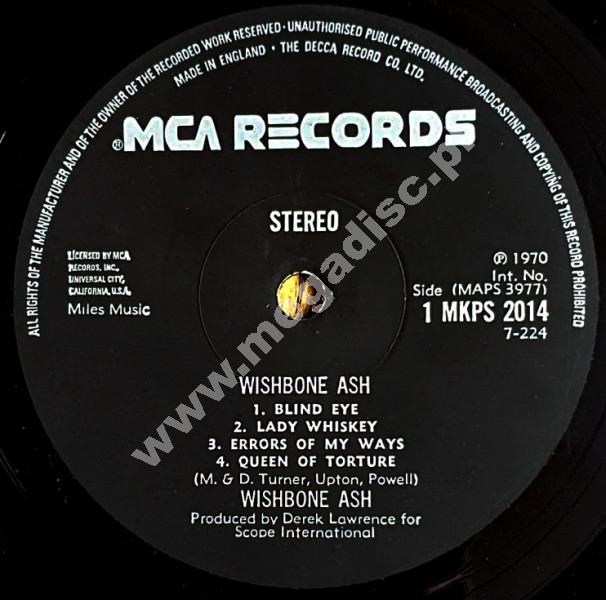 ALL RIGHTS OF THE MANUFACTURER AND OF THE OWNER OF THE RECORDED WORK RESERVED · UNAUTHORISED PUBLIC PERFORMANCE BROADCASTING AND COPYING OF THIS RECORD PROHIBITED
MADE IN ENGLAND · THE DECCA RECORD CO. LTD.
® MCA RECORDS
STEREO
LICENSED BY MCA
RECORDS, INC.,
UNIVERSAL CITY,
CALIFORNIA, U.S.A.
Miles Music
℗ 1970
Int. No.
Side (MAPS 3977)
1 MKPS 2014
7-224
WISHBONE ASH
1. BLIND EYE
2. LADY WHISKEY
3. ERRORS OF MY WAYS
4. QUEEN OF TORTURE
(M. & D. Turner, Upton, Powell)
WISHBONE ASH
Produced by Derek Lawrence for
Scope International
www.megadisc.pl